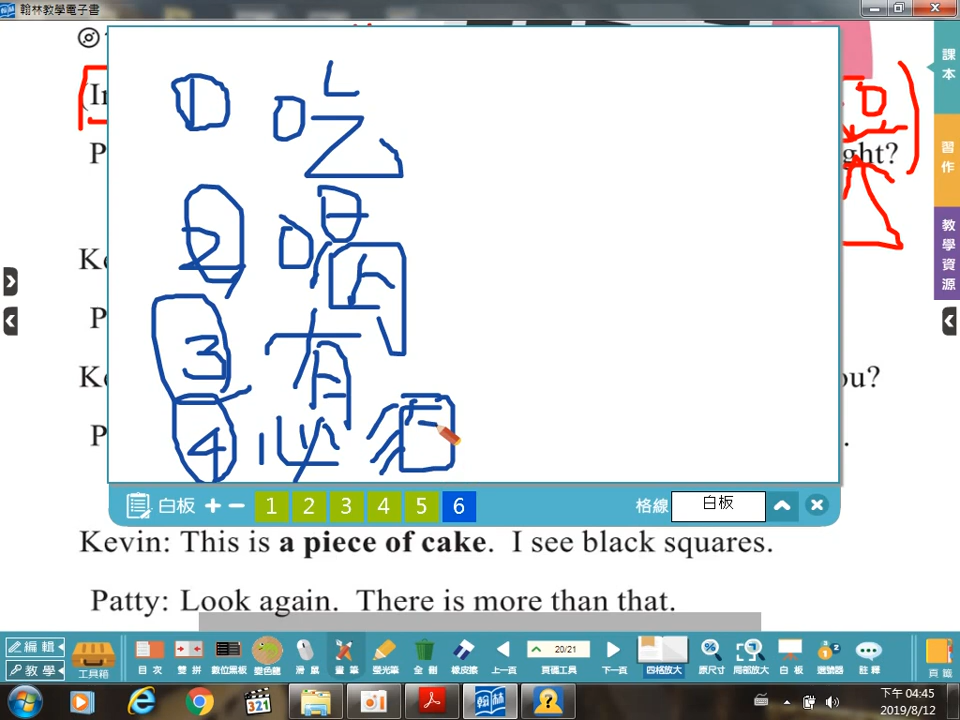 翰林教學電子書
課本
習作
教學資源
(In
① 吃
② 喝
③ 有
④ 必須
P
ght?
Ke
P
Ke
ou?
P
白板 + - 1 2 3 4 5 6 格線 白板
Kevin: This is a piece of cake. I see black squares.
Patty: Look again. There is more than that.
編輯
教學
工具箱 目次 雙拼 數位黑板 變色龍 滑鼠 畫筆 螢光筆 全刪 橡皮擦 上一頁 20/21 頁碼工具 下一頁 四格放大 原尺寸 局部放大 白板 選號器 註釋 頁籤
321
翰林
下午 04:45
2019/8/12